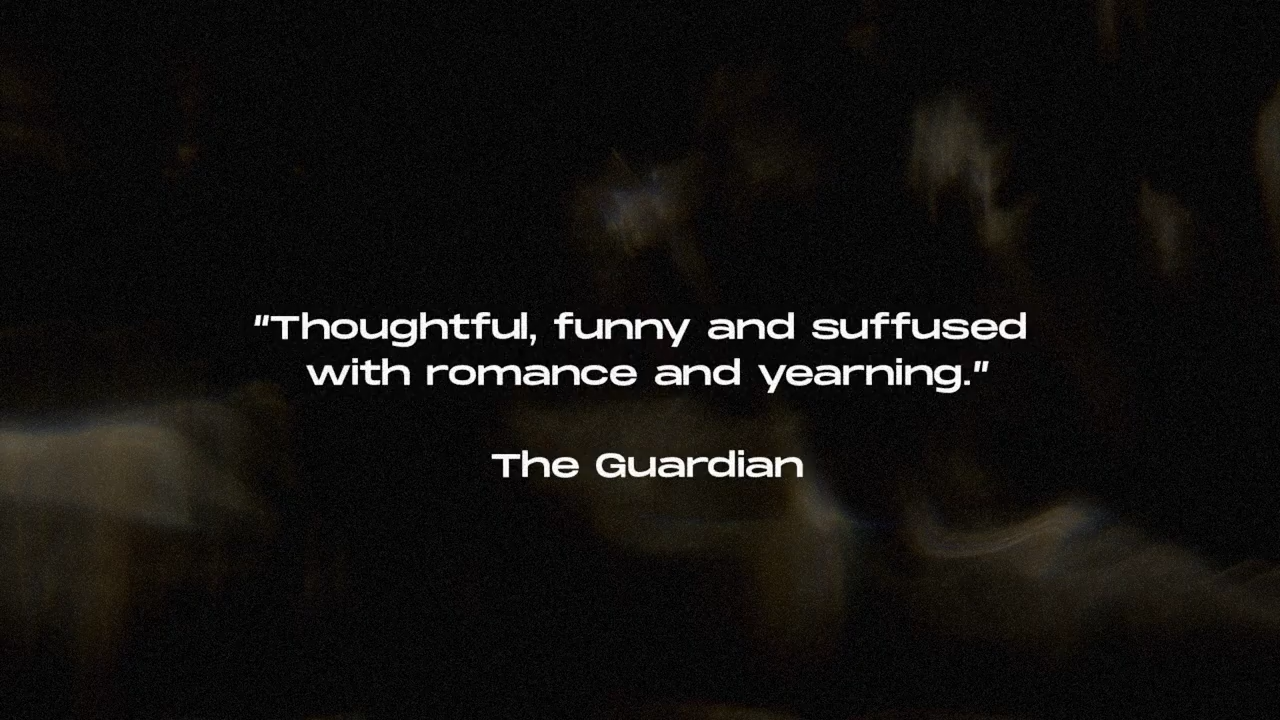 "Thoughtful, funny and suffused
with romance and yearning."
The Guardian